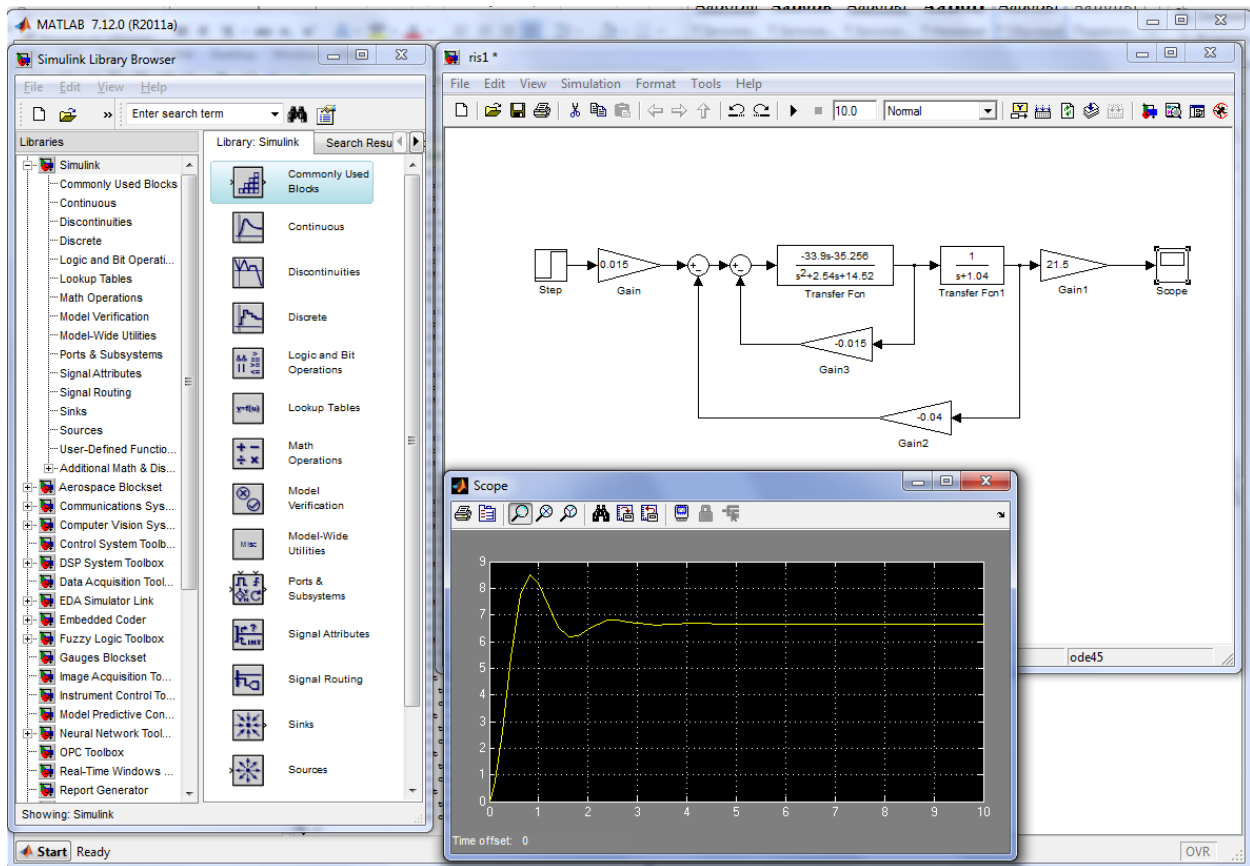 MATLAB 7.12.0 (R2011a)
Simulink Library Browser
File Edit View Help
» Enter search term
Libraries
Library: Simulink
Search Resu
Simulink
Commonly Used Blocks
Continuous
Discontinuities
Discrete
Logic and Bit Operati...
Lookup Tables
Math Operations
Model Verification
Model-Wide Utilities
Ports & Subsystems
Signal Attributes
Signal Routing
Sinks
Sources
User-Defined Functio...
Additional Math & Dis...
Aerospace Blockset
Communications Sys...
Computer Vision Sys...
Control System Toolb...
DSP System Toolbox
Data Acquisition Tool...
EDA Simulator Link
Embedded Coder
Fuzzy Logic Toolbox
Gauges Blockset
Image Acquisition To...
Instrument Control To...
Model Predictive Con...
Neural Network Tool...
OPC Toolbox
Real-Time Windows ...
Report Generator
Commonly Used
Blocks
Continuous
Discontinuities
Discrete
Logic and Bit
Operations
Lookup Tables
y=f(u)
Math
Operations
Model
Verification
Misc
Model-Wide
Utilities
Ports &
Subsystems
Signal Attributes
Signal Routing
Sinks
Sources
Showing: Simulink
ris1 *
File Edit View Simulation Format Tools Help
10.0 Normal
Step
0.015
Gain
-33.9s-35.256
s²+2.54s+14.52
Transfer Fcn
1
s+1.04
Transfer Fcn1
21.5
Gain1
Scope
-0.015
Gain3
-0.04
Gain2
ode45
Scope
9
8
7
6
5
4
3
2
1
0
0 1 2 3 4 5 6 7 8 9 10
Time offset: 0
Start Ready
OVR